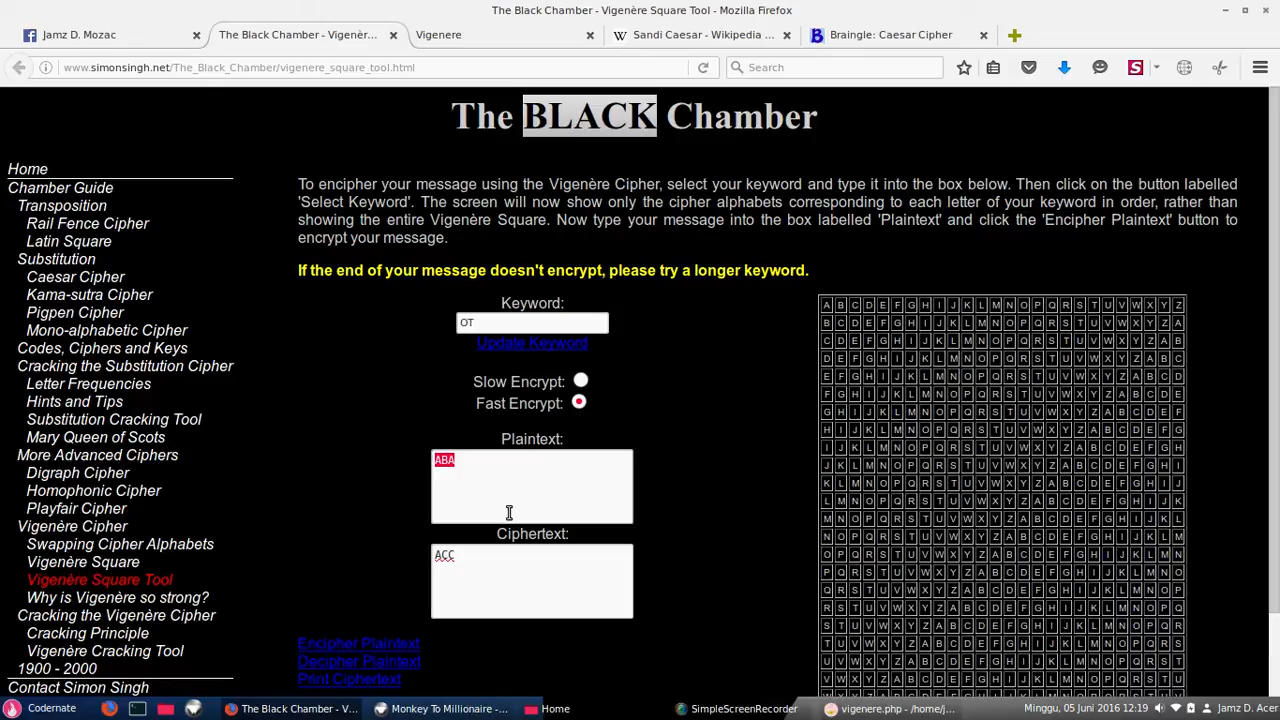 The Black Chamber - Vigenère Square Tool - Mozilla Firefox
Jamz D. Mozac
The Black Chamber - Vigenèr...
Vigenere
Sandi Caesar - Wikipedia ...
Braingle: Caesar Cipher
www.simonsingh.net/The_Black_Chamber/vigenere_square_tool.html
Search
The BLACK Chamber
Home
Chamber Guide
Transposition
Rail Fence Cipher
Latin Square
Substitution
Caesar Cipher
Kama-sutra Cipher
Pigpen Cipher
Mono-alphabetic Cipher
Codes, Ciphers and Keys
Cracking the Substitution Cipher
Letter Frequencies
Hints and Tips
Substitution Cracking Tool
Mary Queen of Scots
More Advanced Ciphers
Digraph Cipher
Homophonic Cipher
Playfair Cipher
Vigenère Cipher
Swapping Cipher Alphabets
Vigenère Square
Vigenère Square Tool
Why is Vigenère so strong?
Cracking the Vigenère Cipher
Cracking Principle
Vigenère Cracking Tool
1900 - 2000
Contact Simon Singh
To encipher your message using the Vigenère Cipher, select your keyword and type it into the box below. Then click on the button labelled
'Select Keyword'. The screen will now show only the cipher alphabets corresponding to each letter of your keyword in order, rather than
showing the entire Vigenère Square. Now type your message into the box labelled 'Plaintext' and click the 'Encipher Plaintext' button to
encrypt your message.
If the end of your message doesn't encrypt, please try a longer keyword.
Keyword:
OT
Update Keyword
Slow Encrypt:
Fast Encrypt:
Plaintext:
ABA
Ciphertext:
ACC
Encipher Plaintext
Decipher Plaintext
Print Ciphertext
A B C D E F G H I J K L M N O P Q R S T U V W X Y Z
B C D E F G H I J K L M N O P Q R S T U V W X Y Z A
C D E F G H I J K L M N O P Q R S T U V W X Y Z A B
D E F G H I J K L M N O P Q R S T U V W X Y Z A B C
E F G H I J K L M N O P Q R S T U V W X Y Z A B C D
F G H I J K L M N O P Q R S T U V W X Y Z A B C D E
G H I J K L M N O P Q R S T U V W X Y Z A B C D E F
H I J K L M N O P Q R S T U V W X Y Z A B C D E F G
I J K L M N O P Q R S T U V W X Y Z A B C D E F G H
J K L M N O P Q R S T U V W X Y Z A B C D E F G H I
K L M N O P Q R S T U V W X Y Z A B C D E F G H I J
L M N O P Q R S T U V W X Y Z A B C D E F G H I J K
M N O P Q R S T U V W X Y Z A B C D E F G H I J K L
N O P Q R S T U V W X Y Z A B C D E F G H I J K L M
O P Q R S T U V W X Y Z A B C D E F G H I J K L M N
P Q R S T U V W X Y Z A B C D E F G H I J K L M N O
Q R S T U V W X Y Z A B C D E F G H I J K L M N O P
R S T U V W X Y Z A B C D E F G H I J K L M N O P Q
S T U V W X Y Z A B C D E F G H I J K L M N O P Q R
T U V W X Y Z A B C D E F G H I J K L M N O P Q R S
U V W X Y Z A B C D E F G H I J K L M N O P Q R S T
V W X Y Z A B C D E F G H I J K L M N O P Q R S T U
Codernate
The Black Chamber - V...
Monkey To Millionaire -...
Home
SimpleScreenRecorder
vigenere.php - /home/j...
Minggu, 05 Juni 2016 12:19
Jamz D. Acer